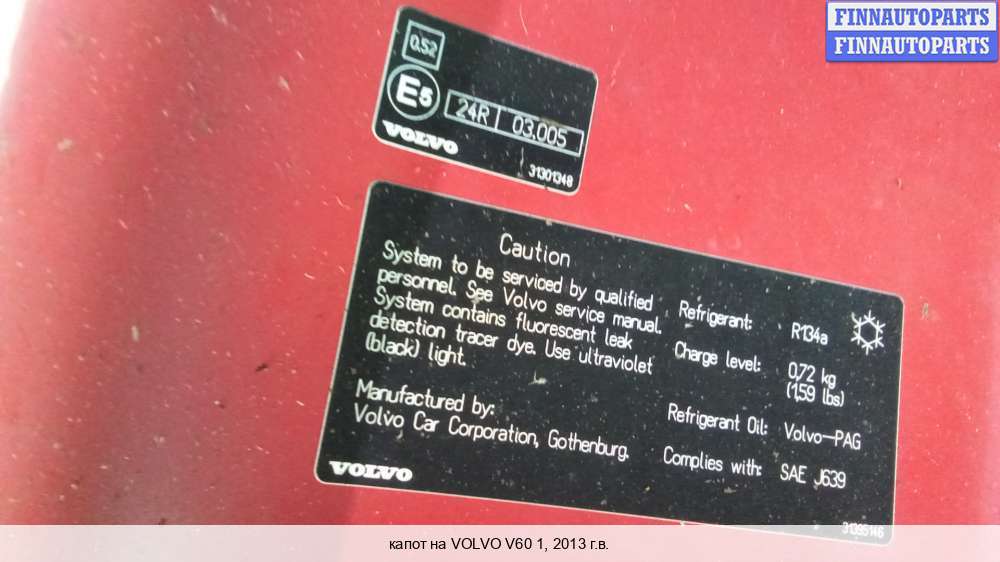 FINNAUTOPARTS
FINNAUTOPARTS
0.52
E5
24R 03.005
VOLVO
31301348
Caution
System to be serviced by qualified
personnel. See Volvo service manual.
System contains fluorescent leak
detection tracer dye. Use ultraviolet
(black) light.
Manufactured by:
Volvo Car Corporation, Gothenburg.
VOLVO
Refrigerant: R134a
Charge level: 0,72 kg
(1,59 lbs)
Refrigerant Oil: Volvo-PAG
Complies with: SAE J639
31395146
капот на VOLVO V60 1, 2013 г.в.